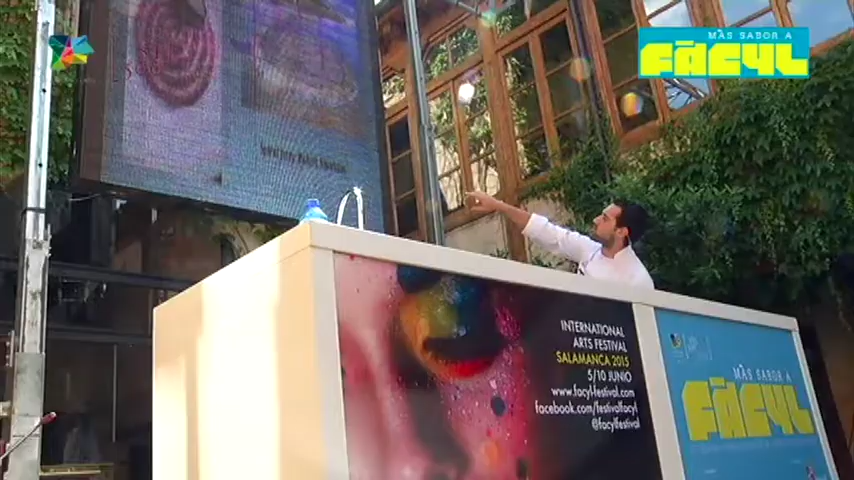 MÁS SABOR A
FÀCYL
INTERNATIONAL
ARTS FESTIVAL
SALAMANCA 2015
5/10 JUNIO
www.facyl-festival.com
facebook.com/festivalfacyl
@facylfestival
MÁS SABOR A
FÀCYL